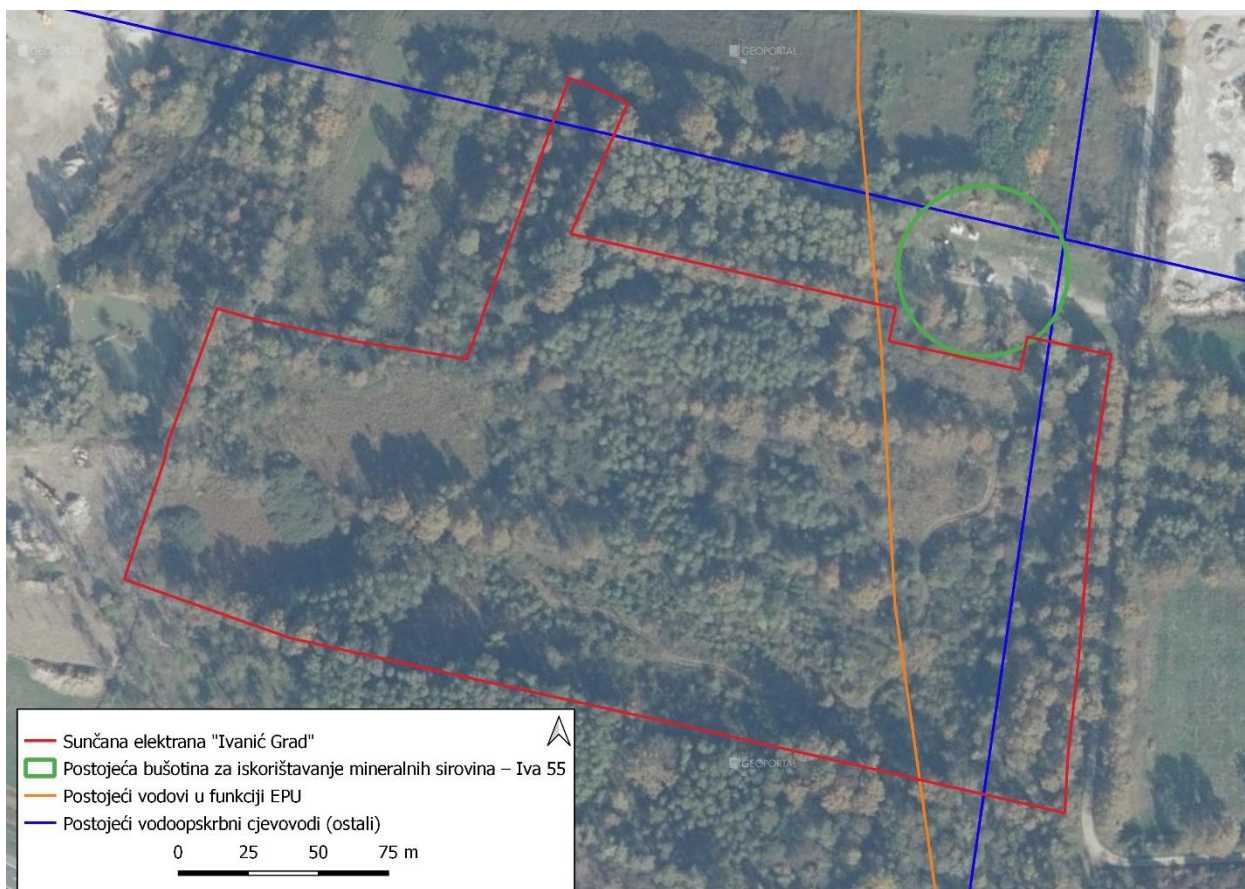 GEOPORTAL
GEOPORTAL
GEOPORTAL
Sunčana elektrana "Ivanić Grad"
Postojeća bušotina za iskorištavanje mineralnih sirovina – Iva 55
Postojeći vodovi u funkciji EPU
Postojeći vodoopskrbni cjevovodi (ostali)
0 25 50 75 m